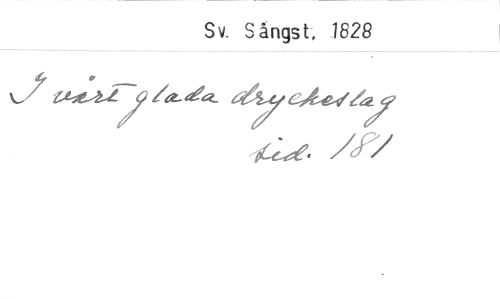 Sv. Sångst, 1828
I vårt glada dryckeslag
sid. 181